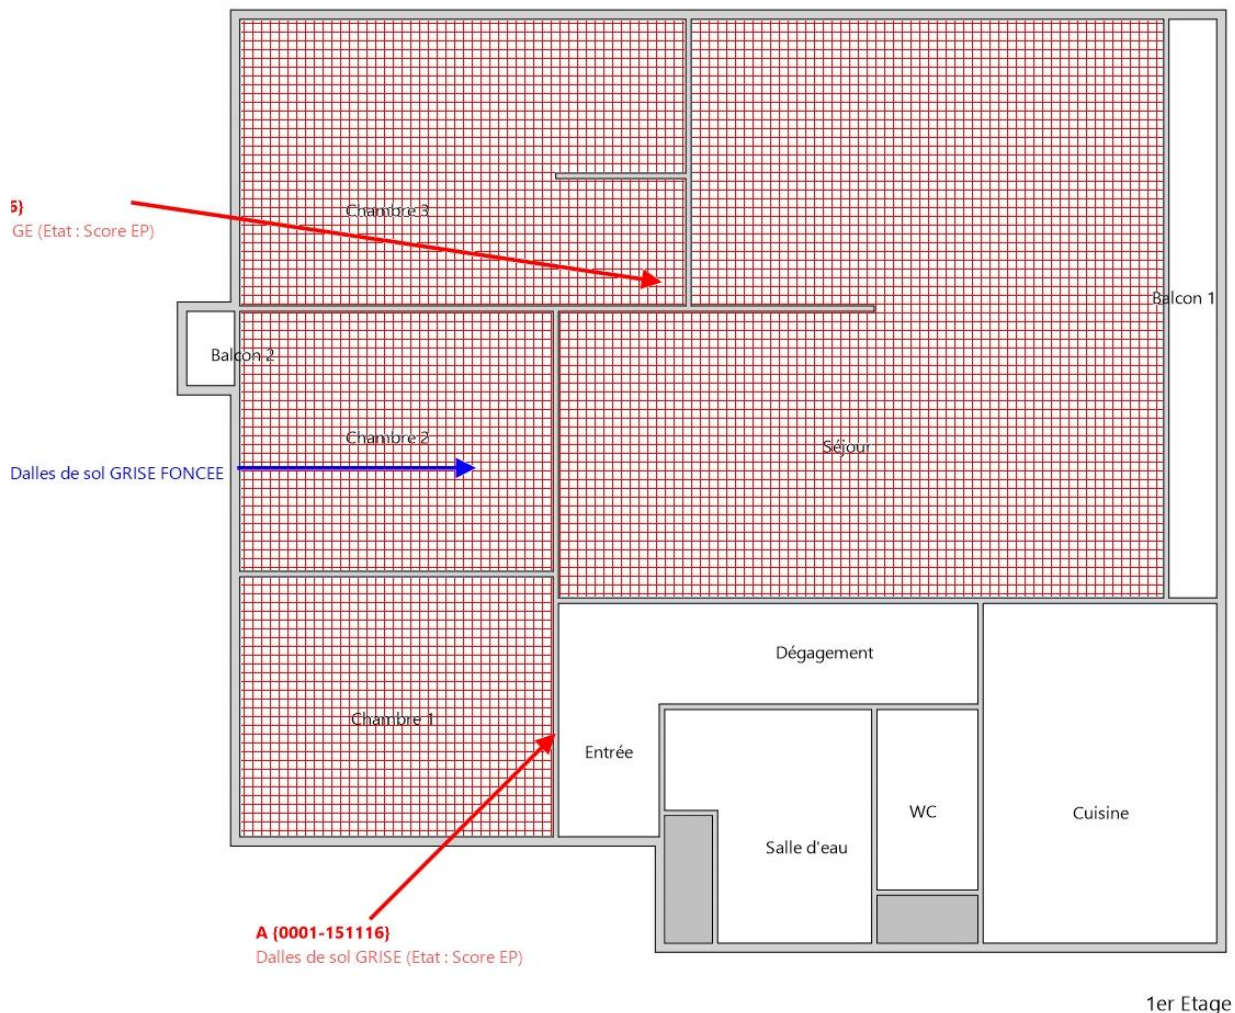 6}
Chambre 3
GE (Etat : Score EP)
Balcon 1
Balcon 2
Chambre 2
Séjour
Dalles de sol GRISE FONCEE
Dégagement
Chambre 1
Entrée
WC
Cuisine
Salle d'eau
A {0001-151116}
Dalles de sol GRISE (Etat : Score EP)
1er Etage